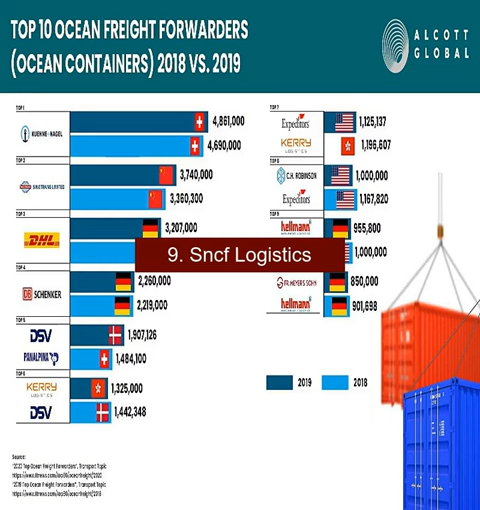 TOP 10 OCEAN FREIGHT FORWARDERS
(OCEAN CONTAINERS) 2018 VS. 2019
ALCOTT
GLOBAL
TOP 1
KUEHNE+NAGEL
4,861,000
4,690,000
TOP 2
SINOTRANS LIMITED
3,740,000
3,360,300
TOP 3
DHL
3,207,000
TOP 4
DB SCHENKER
2,260,000
2,219,000
TOP 5
DSV
1,907,126
PANALPINA
1,484,100
TOP 6
KERRY
LOGISTICS
1,325,000
DSV
1,442,348
TOP 7
Expeditors
1,125,137
KERRY
LOGISTICS
1,196,607
TOP 8
C.H. ROBINSON
1,000,000
Expeditors
1,167,820
TOP 9
hellmann
955,800
1,000,000
9. Sncf Logistics
FR. MEYER'S SOHN
850,000
hellmann
901,698
2019
2018
Source: